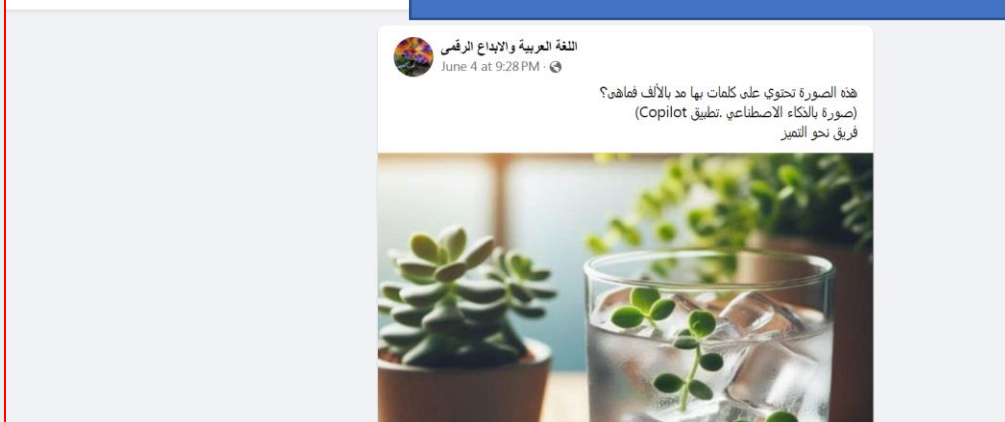 اللغة العربية والابداع الرقمى
June 4 at 9:28 PM ·
هذه الصورة تحتوي على كلمات بها مد بالألف فماهى؟
(صورة بالذكاء الاصطناعي .تطبيق Copilot)
فريق نحو التميز